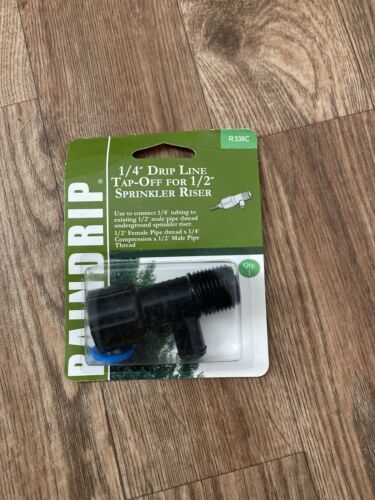 R338C
1/4" DRIP LINE
TAP-OFF FOR 1/2"
SPRINKLER RISER
Use to connect 1/4" tubing to
existing 1/2" male pipe thread
underground sprinkler riser.
1/2" Female Pipe thread x 1/4"
Compression x 1/2" Male Pipe
Thread
RAINDRIP®
Qty.
1